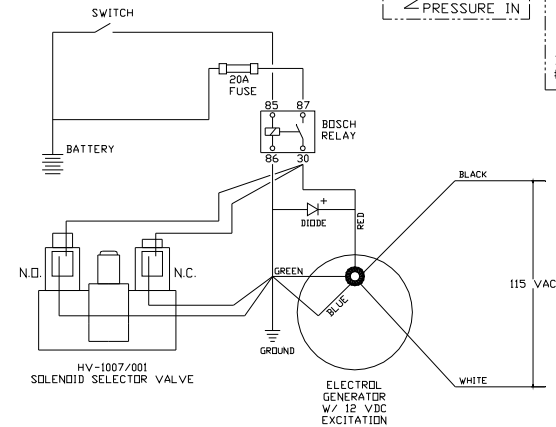 SWITCH
PRESSURE IN
20A
FUSE
85 87
BOSCH
RELAY
86 30
BATTERY
BLACK
+
DIODE
RED
N.O.
N.C.
GREEN
BLUE
115 VAC
GROUND
HV-1007/001
SOLENOID SELECTOR VALVE
WHITE
ELECTROL
GENERATOR
W/ 12 VDC
EXCITATION